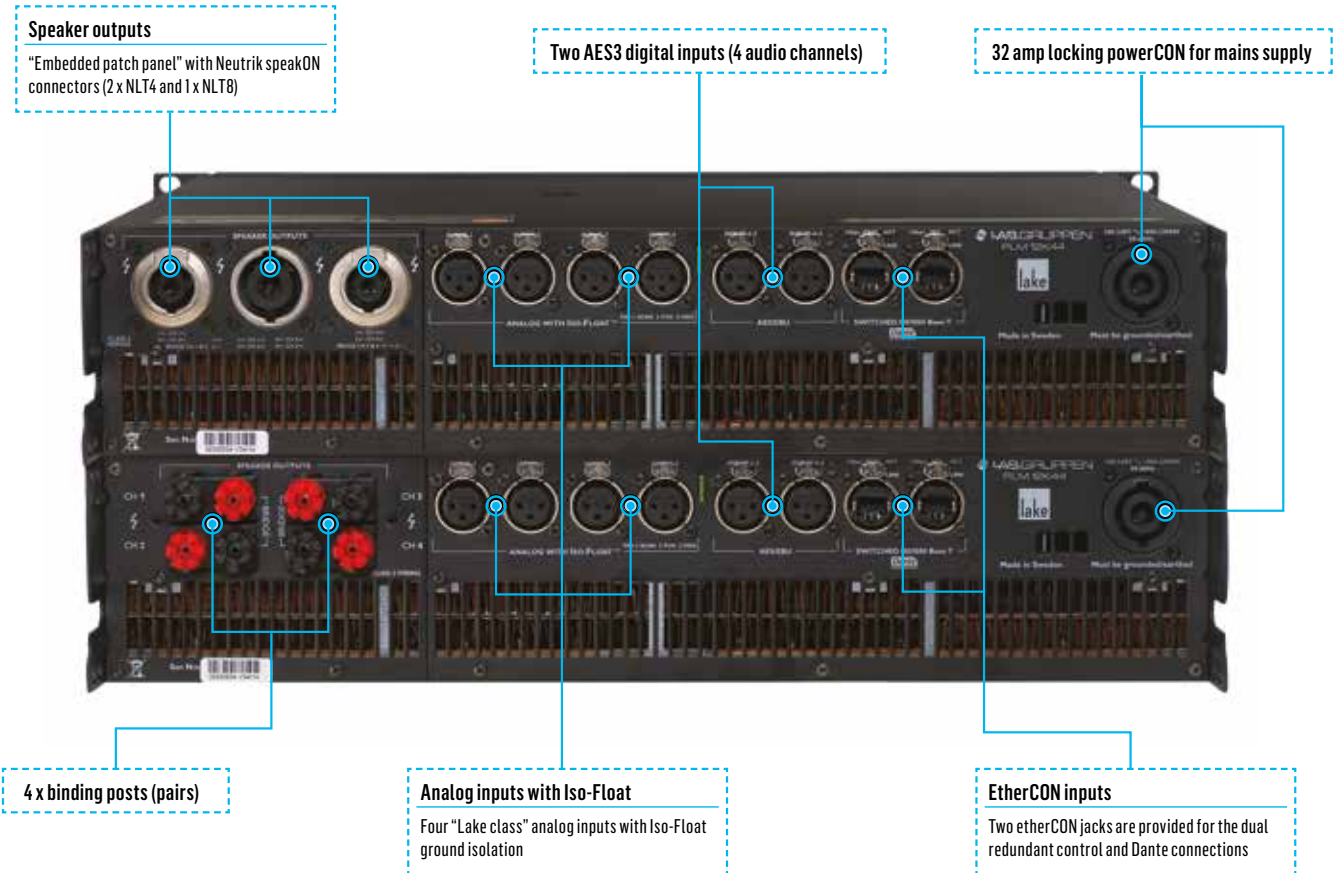 Speaker outputs
"Embedded patch panel" with Neutrik speakON
connectors (2 x NLT4 and 1 x NLT8)
Two AES3 digital inputs (4 audio channels)
32 amp locking powerCON for mains supply
SPEAKER OUTPUTS
LAB.GRUPPEN
PLM 12K44
lake
ANALOG WITH ISO-FLOAT
AES/EBU
Dante
Made in Sweden
Must be grounded/earthed
SPEAKER OUTPUTS
CH 1
CH 3
CH 2
CH 4
LAB.GRUPPEN
PLM 12K44
lake
ANALOG WITH ISO-FLOAT
AES/EBU
Dante
Made in Sweden
Must be grounded/earthed
4 x binding posts (pairs)
Analog inputs with Iso-Float
Four "Lake class" analog inputs with Iso-Float
ground isolation
EtherCON inputs
Two etherCON jacks are provided for the dual
redundant control and Dante connections